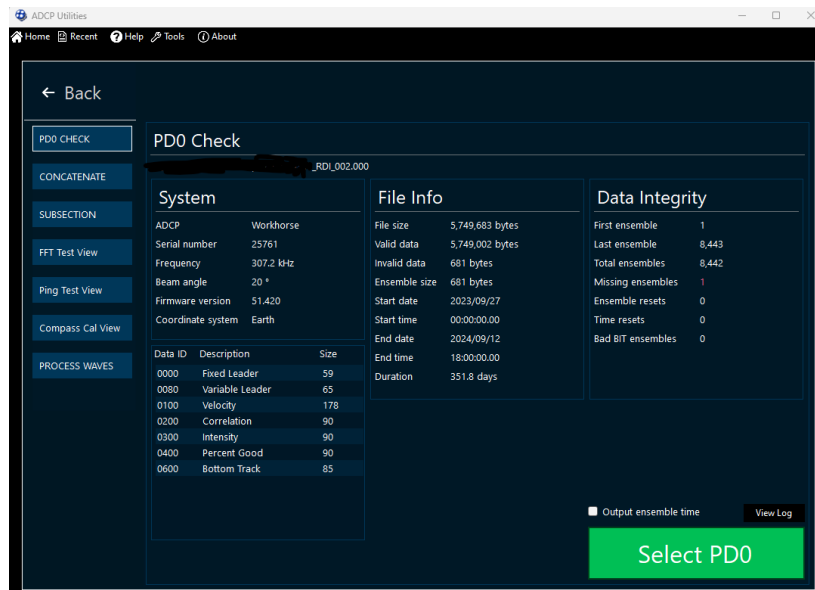 ADCP Utilities
Home Recent Help Tools About
← Back
PD0 CHECK
CONCATENATE
SUBSECTION
FFT Test View
Ping Test View
Compass Cal View
PROCESS WAVES
PD0 Check
_RDI_002.000
System
ADCP Workhorse
Serial number 25761
Frequency 307.2 kHz
Beam angle 20 °
Firmware version 51.420
Coordinate system Earth
Data ID Description Size
0000 Fixed Leader 59
0080 Variable Leader 65
0100 Velocity 178
0200 Correlation 90
0300 Intensity 90
0400 Percent Good 90
0600 Bottom Track 85
File Info
File size 5,749,683 bytes
Valid data 5,749,002 bytes
Invalid data 681 bytes
Ensemble size 681 bytes
Start date 2023/09/27
Start time 00:00:00.00
End date 2024/09/12
End time 18:00:00.00
Duration 351.8 days
Data Integrity
First ensemble 1
Last ensemble 8,443
Total ensembles 8,442
Missing ensembles 1
Ensemble resets 0
Time resets 0
Bad BIT ensembles 0
Output ensemble time
View Log
Select PD0